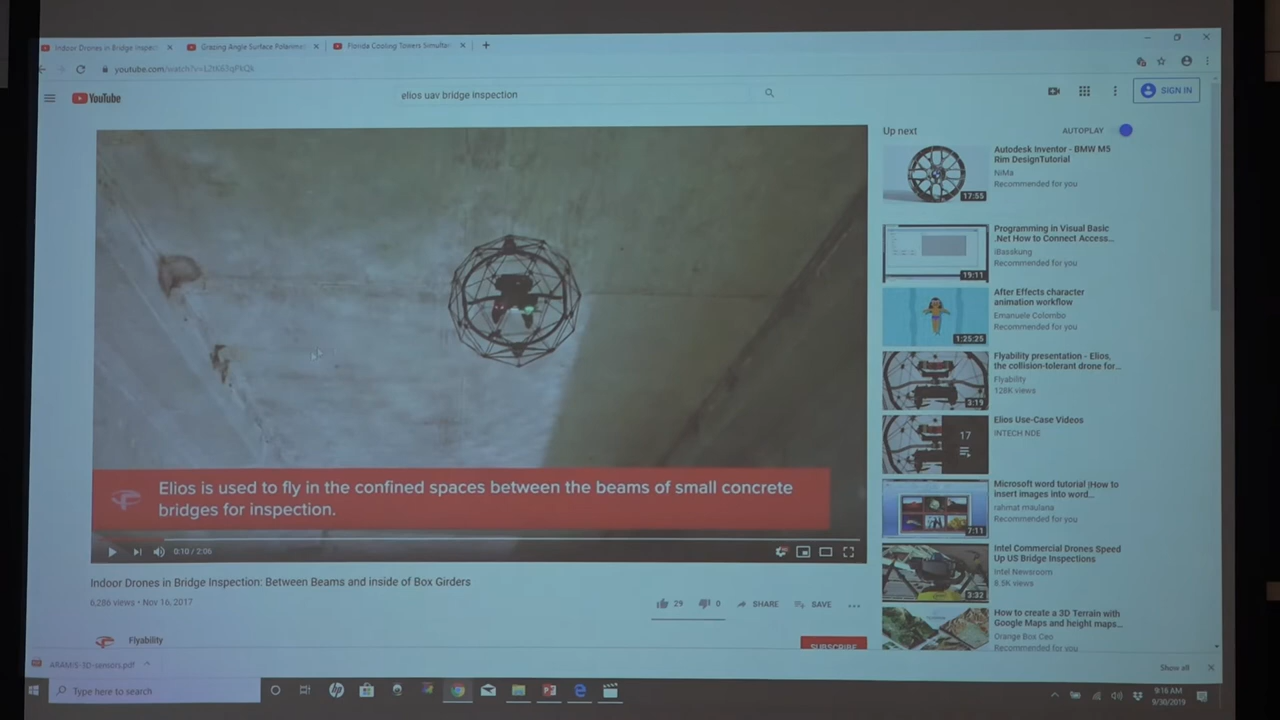 Indoor Drones in Bridge Inspect
Grazing Angle Surface Polarimet
Florida Cooling Towers Simultan
YouTube
elios uav bridge inspection
SIGN IN
Up next
AUTOPLAY
Autodesk Inventor - BMW M5
Rim DesignTutorial
NiMa
Recommended for you
17:55
Programming in Visual Basic
.Net How to Connect Access...
iBasskung
Recommended for you
19:11
After Effects character
animation workflow
Emanuele Colombo
Recommended for you
1:25:25
Flyability presentation - Elios,
the collision-tolerant drone for...
Flyability
128K views
3:19
Elios Use-Case Videos
INTECH NDE
17
Microsoft word tutorial |How to
insert images into word...
rahmat maulana
Recommended for you
7:11
Intel Commercial Drones Speed
Up US Bridge Inspections
Intel Newsroom
8.5K views
3:32
How to create a 3D Terrain with
Google Maps and height maps...
Orange Box Ceo
Recommended for you
Elios is used to fly in the confined spaces between the beams of small concrete
bridges for inspection.
0:10 / 2:06
Indoor Drones in Bridge Inspection: Between Beams and inside of Box Girders
6,286 views • Nov 16, 2017
29
0
SHARE
SAVE
Flyability
SUBSCRIBE
Show all
Type here to search
9:16 AM
9/30/2019